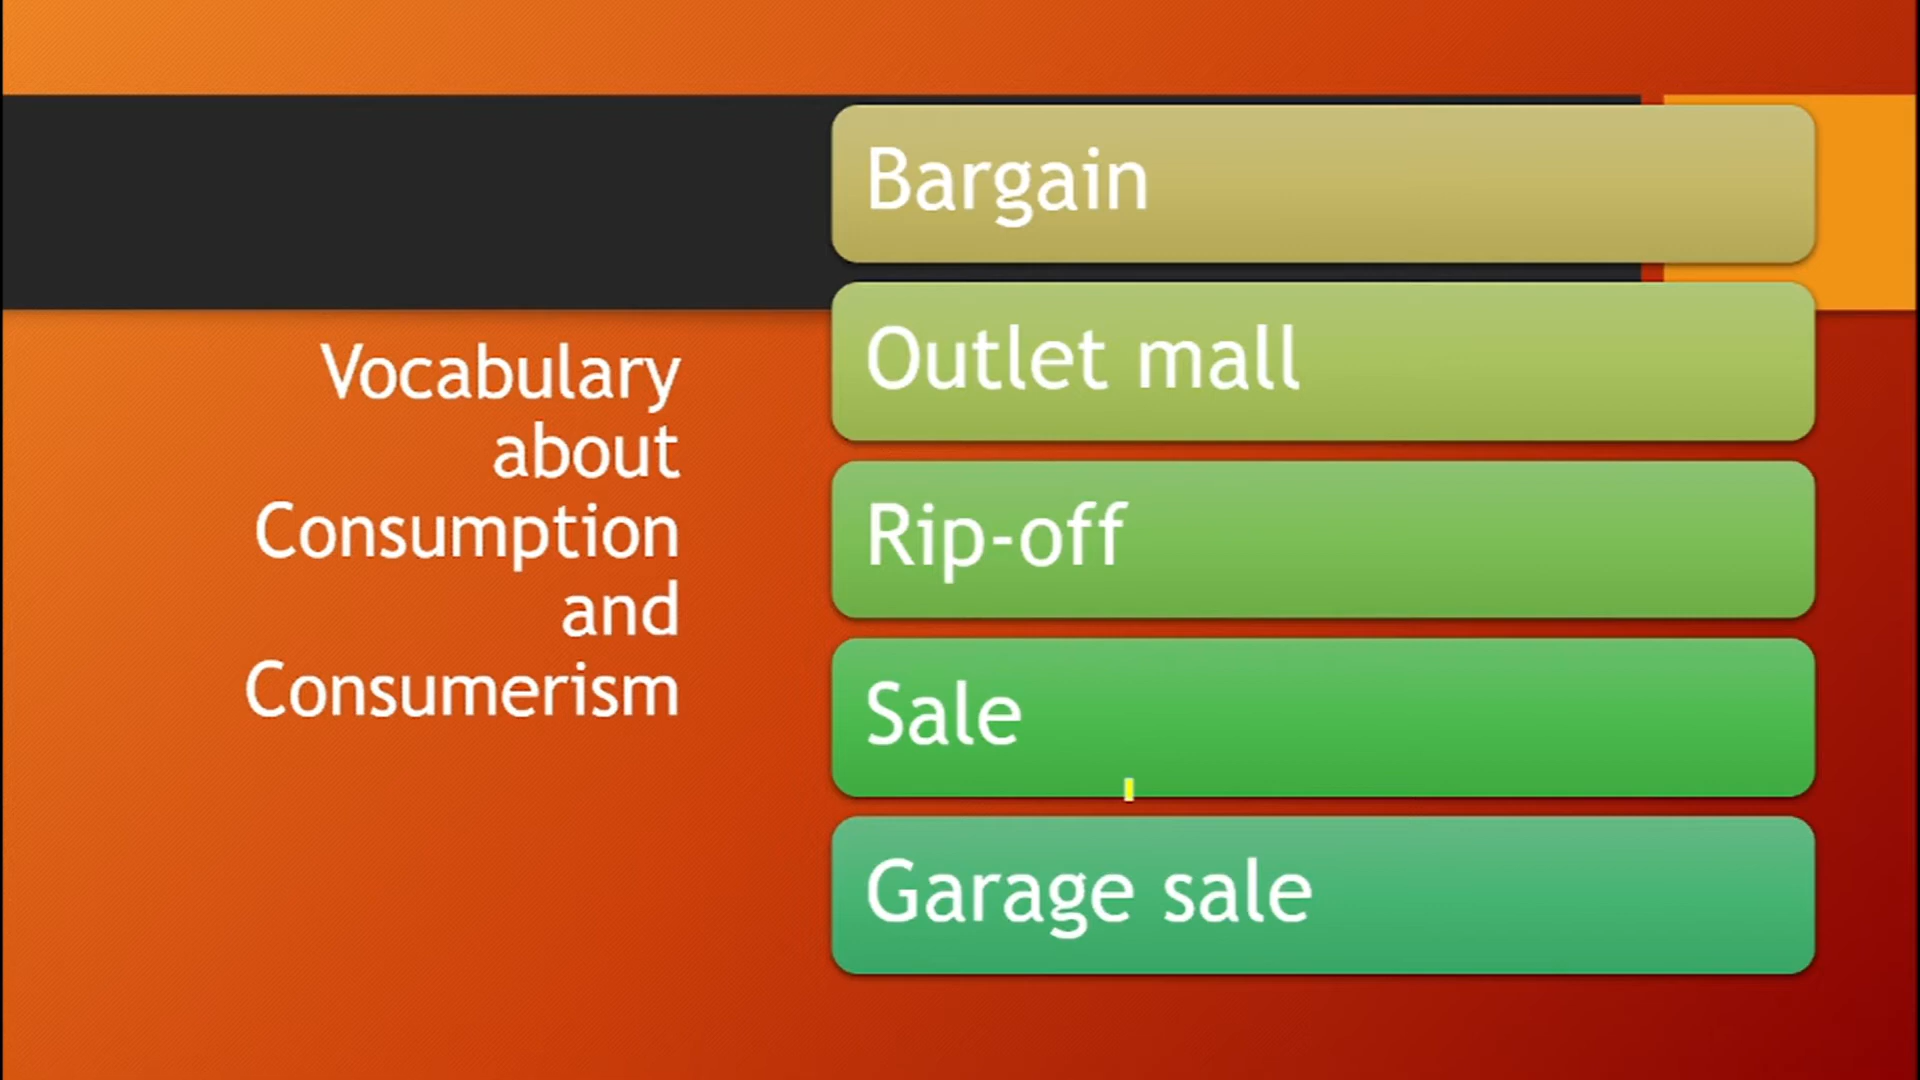 Vocabulary
about
Consumption
and
Consumerism
Bargain
Outlet mall
Rip-off
Sale
Garage sale